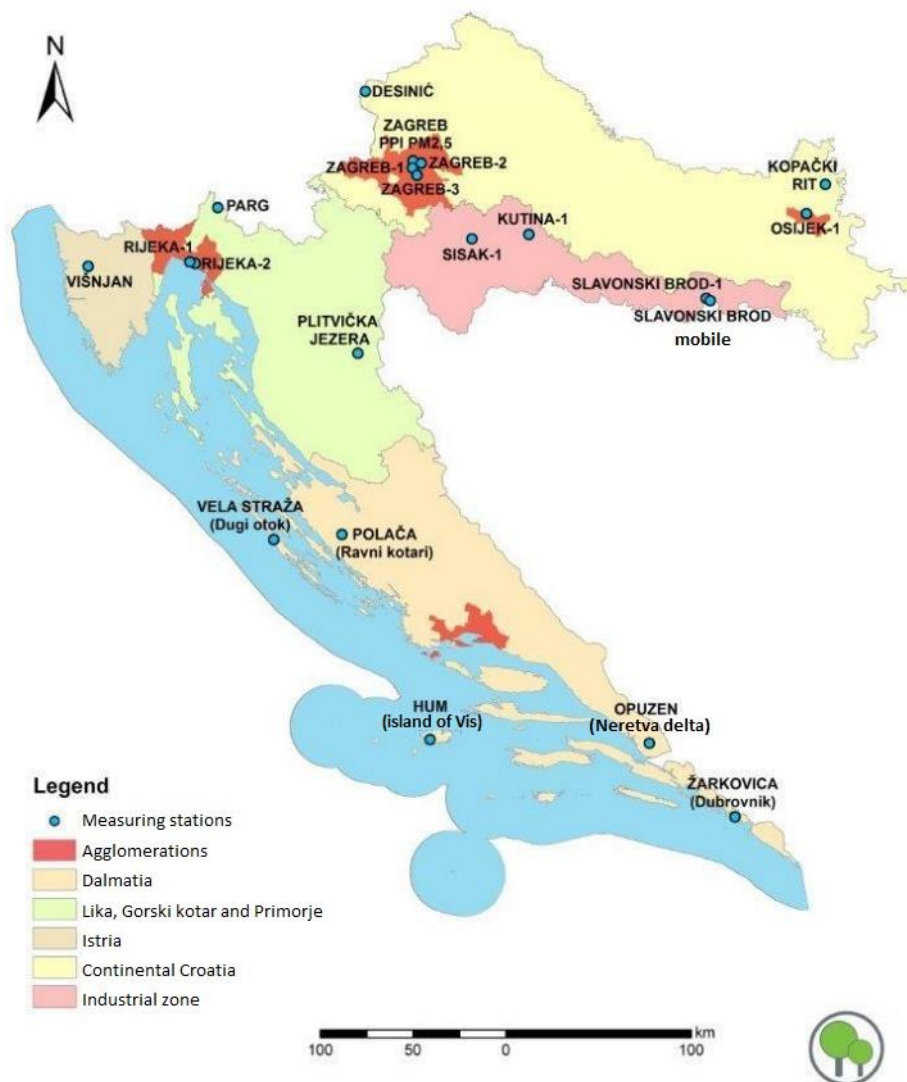 N
DESINIĆ
ZAGREB
PPI PM2,5
ZAGREB-1
ZAGREB-2
ZAGREB-3
KOPAČKI
RIT
OSIJEK-1
PARG
KUTINA-1
SISAK-1
RIJEKA-1
RIJEKA-2
VIŠNJAN
SLAVONSKI BROD-1
SLAVONSKI BROD
mobile
PLITVIČKA
JEZERA
VELA STRAŽA
(Dugi otok)
POLAČA
(Ravni kotari)
HUM
(island of Vis)
OPUZEN
(Neretva delta)
ŽARKOVICA
(Dubrovnik)
Legend
Measuring stations
Agglomerations
Dalmatia
Lika, Gorski kotar and Primorje
Istria
Continental Croatia
Industrial zone
km
100 50 0 100